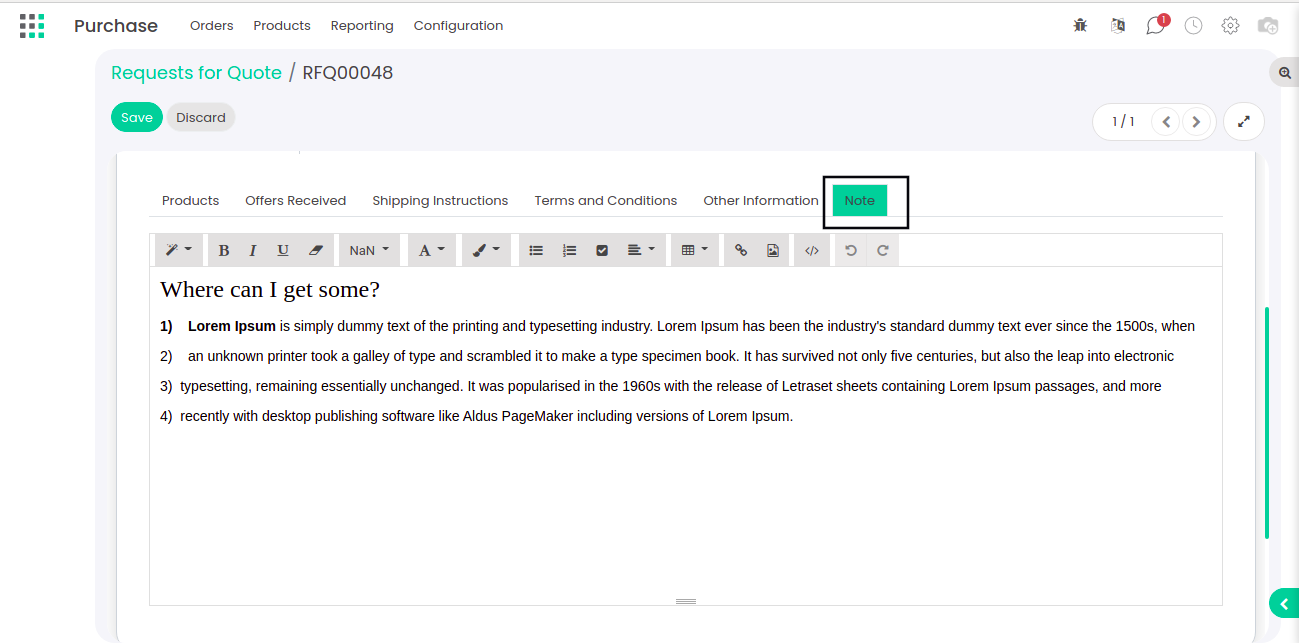 Purchase Orders Products Reporting Configuration 1
Requests for Quote / RFQ00048
Save Discard 1 / 1
Products Offers Received Shipping Instructions Terms and Conditions Other Information Note
B I U NaN A </>
Where can I get some?
1) Lorem Ipsum is simply dummy text of the printing and typesetting industry. Lorem Ipsum has been the industry's standard dummy text ever since the 1500s, when
2) an unknown printer took a galley of type and scrambled it to make a type specimen book. It has survived not only five centuries, but also the leap into electronic
3) typesetting, remaining essentially unchanged. It was popularised in the 1960s with the release of Letraset sheets containing Lorem Ipsum passages, and more
4) recently with desktop publishing software like Aldus PageMaker including versions of Lorem Ipsum.